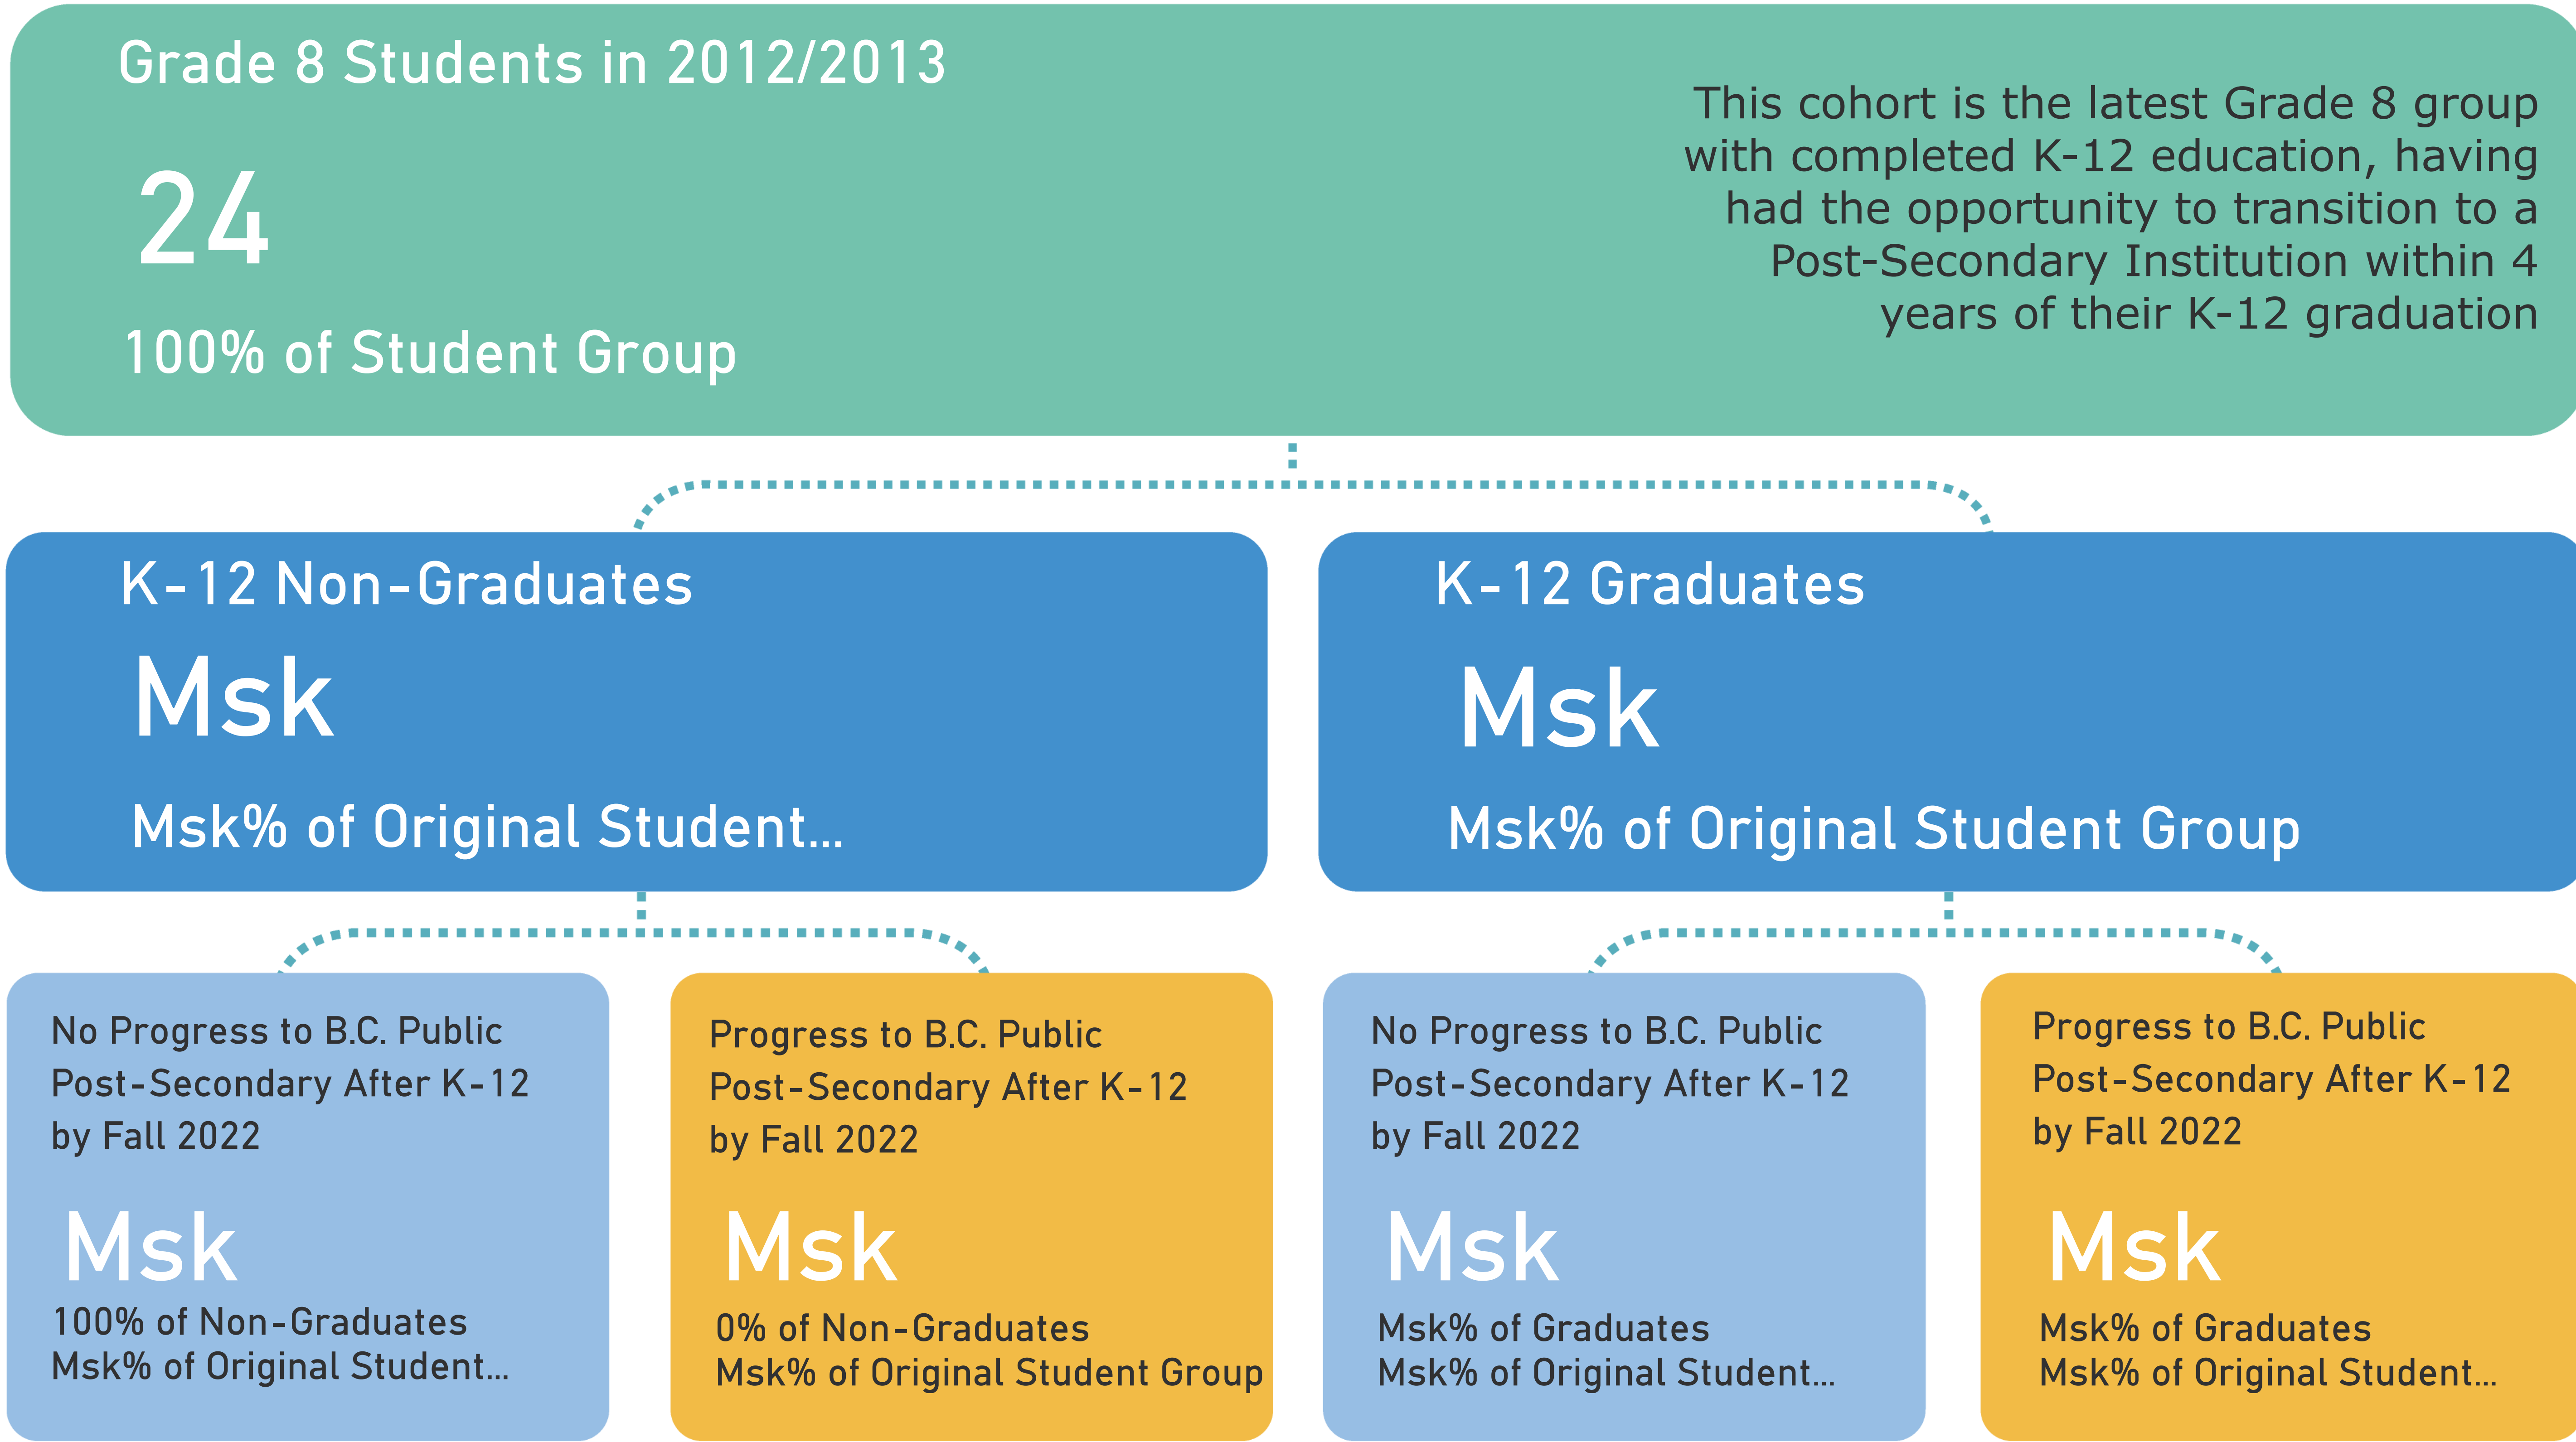 Grade 8 Students in 2012/2013
24
100% of Student Group
This cohort is the latest Grade 8 group
with completed K-12 education, having
had the opportunity to transition to a
Post-Secondary Institution within 4
years of their K-12 graduation
K-12 Non-Graduates
Msk
Msk% of Original Student...
K-12 Graduates
Msk
Msk% of Original Student Group
No Progress to B.C. Public
Post-Secondary After K-12
by Fall 2022
Msk
100% of Non-Graduates
Msk% of Original Student...
Progress to B.C. Public
Post-Secondary After K-12
by Fall 2022
Msk
0% of Non-Graduates
Msk% of Original Student Group
No Progress to B.C. Public
Post-Secondary After K-12
by Fall 2022
Msk
Msk% of Graduates
Msk% of Original Student...
Progress to B.C. Public
Post-Secondary After K-12
by Fall 2022
Msk
Msk% of Graduates
Msk% of Original Student...